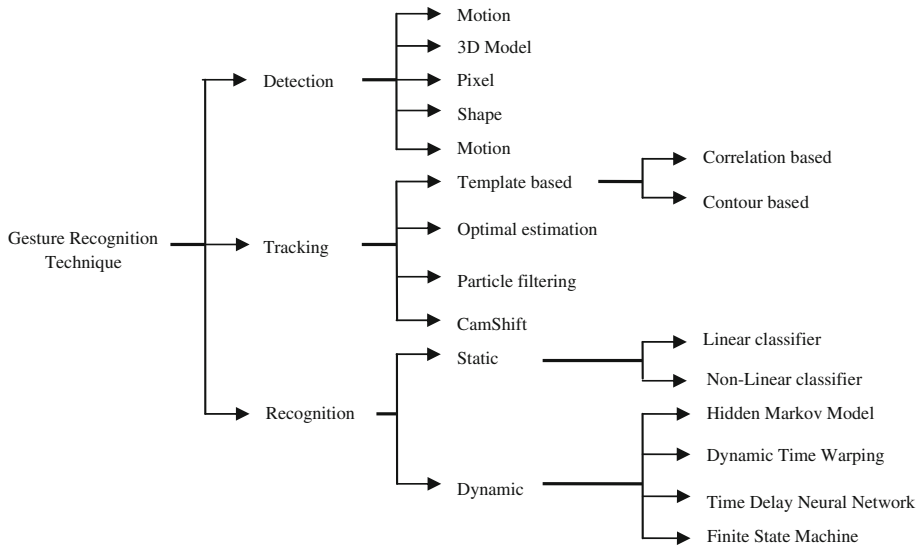 Gesture Recognition
Technique
Detection
Motion
3D Model
Pixel
Shape
Motion
Tracking
Template based
Correlation based
Contour based
Optimal estimation
Particle filtering
CamShift
Recognition
Static
Linear classifier
Non-Linear classifier
Dynamic
Hidden Markov Model
Dynamic Time Warping
Time Delay Neural Network
Finite State Machine